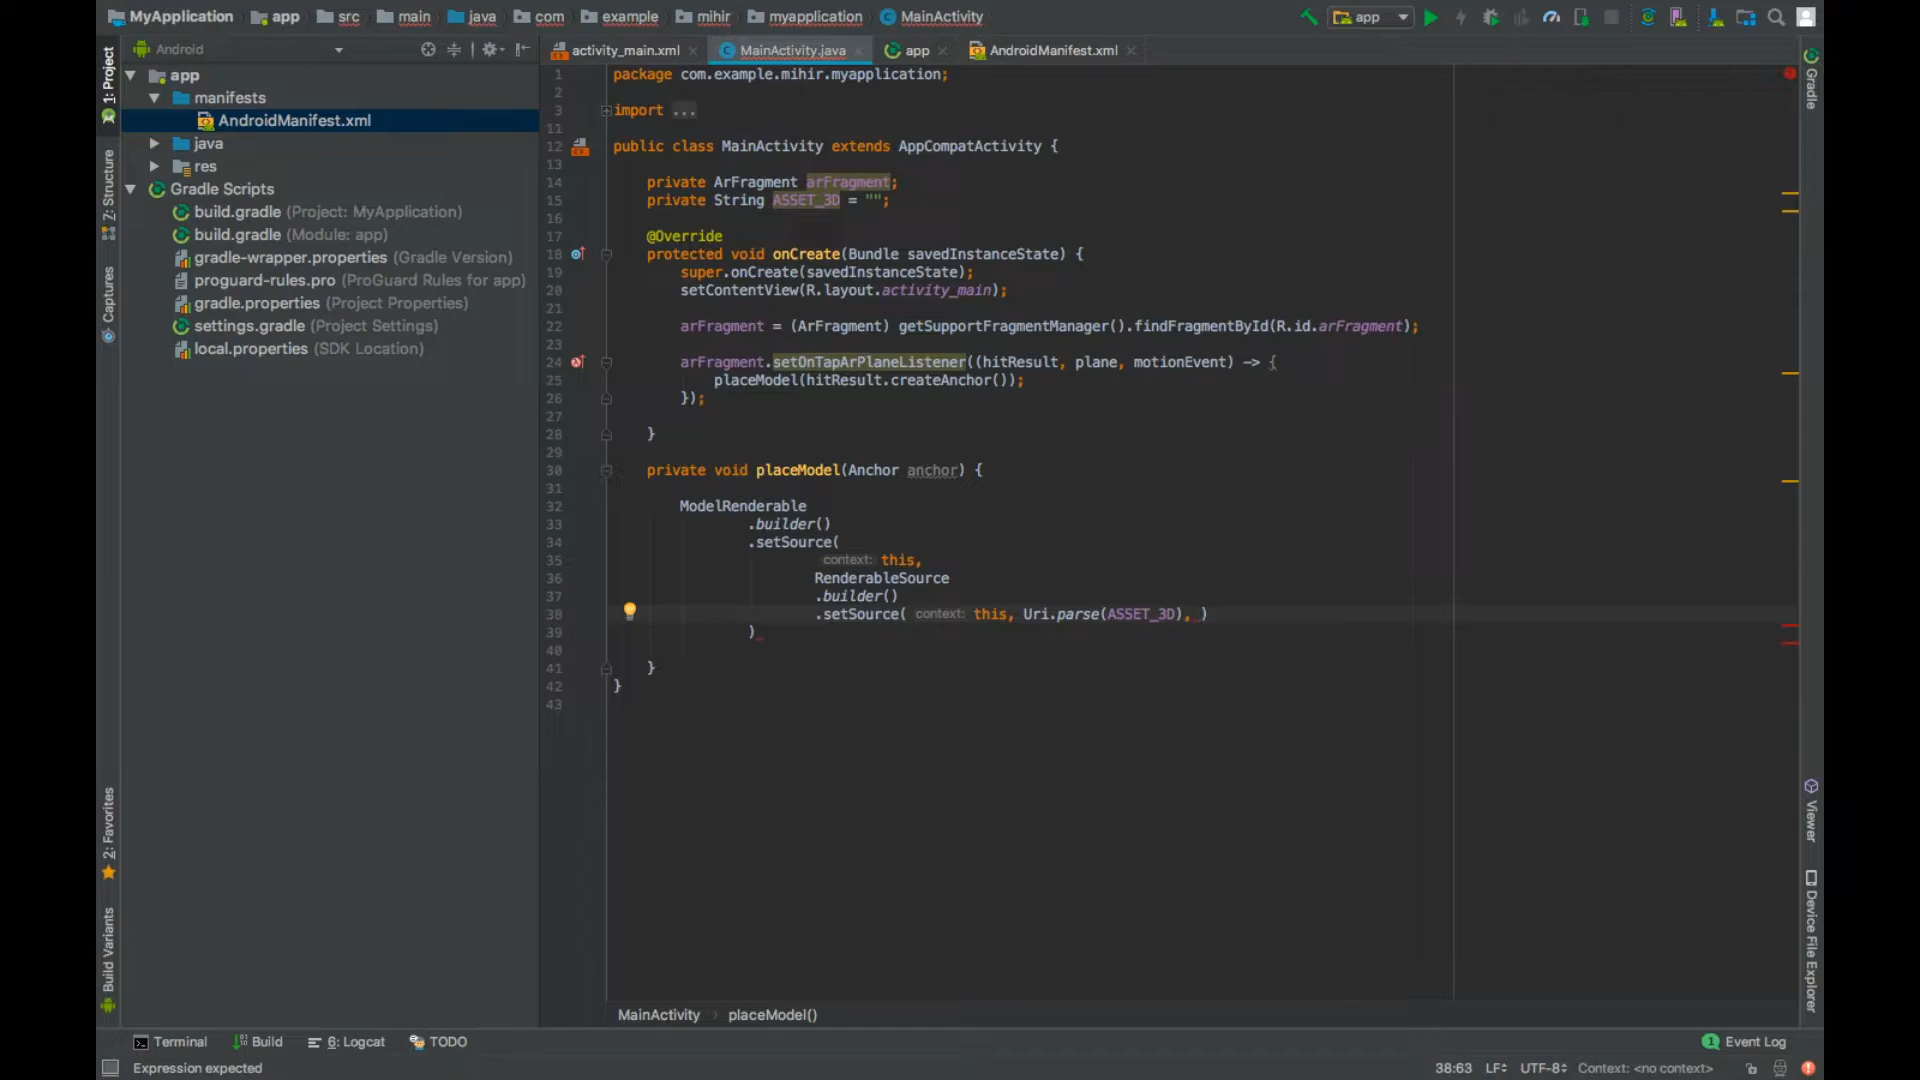 MyApplication app src main java com example mihir myapplication MainActivity app
Android activity_main.xml MainActivity.java app AndroidManifest.xml
1: Project
Z: Structure
Captures
2: Favorites
Build Variants
app
manifests
AndroidManifest.xml
java
res
Gradle Scripts
build.gradle (Project: MyApplication)
build.gradle (Module: app)
gradle-wrapper.properties (Gradle Version)
proguard-rules.pro (ProGuard Rules for app)
gradle.properties (Project Properties)
settings.gradle (Project Settings)
local.properties (SDK Location)
1 package com.example.mihir.myapplication;
2
3 import ...
11
12 public class MainActivity extends AppCompatActivity {
13
14 private ArFragment arFragment;
15 private String ASSET_3D = "";
16
17 @Override
18 protected void onCreate(Bundle savedInstanceState) {
19 super.onCreate(savedInstanceState);
20 setContentView(R.layout.activity_main);
21
22 arFragment = (ArFragment) getSupportFragmentManager().findFragmentById(R.id.arFragment);
23
24 arFragment.setOnTapArPlaneListener((hitResult, plane, motionEvent) -> {
25 placeModel(hitResult.createAnchor());
26 });
27
28 }
29
30 private void placeModel(Anchor anchor) {
31
32 ModelRenderable
33 .builder()
34 .setSource(
35 context: this,
36 RenderableSource
37 .builder()
38 .setSource( context: this, Uri.parse(ASSET_3D), )
39 )
40
41 }
42 }
43
Gradle
Viewer
Device File Explorer
MainActivity placeModel()
Terminal Build 6: Logcat TODO 1 Event Log
Expression expected 38:63 LF UTF-8 Context: <no context>